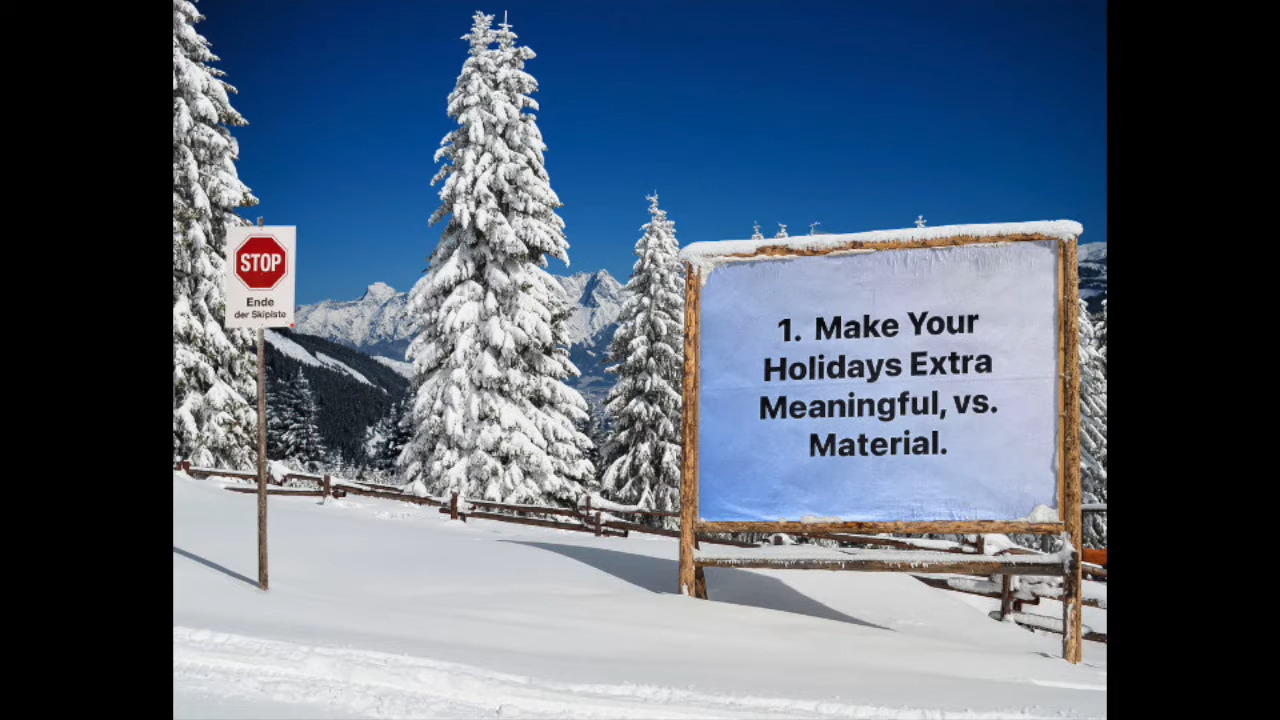 STOP
Ende
der Skipiste
1. Make Your
Holidays Extra
Meaningful, vs.
Material.